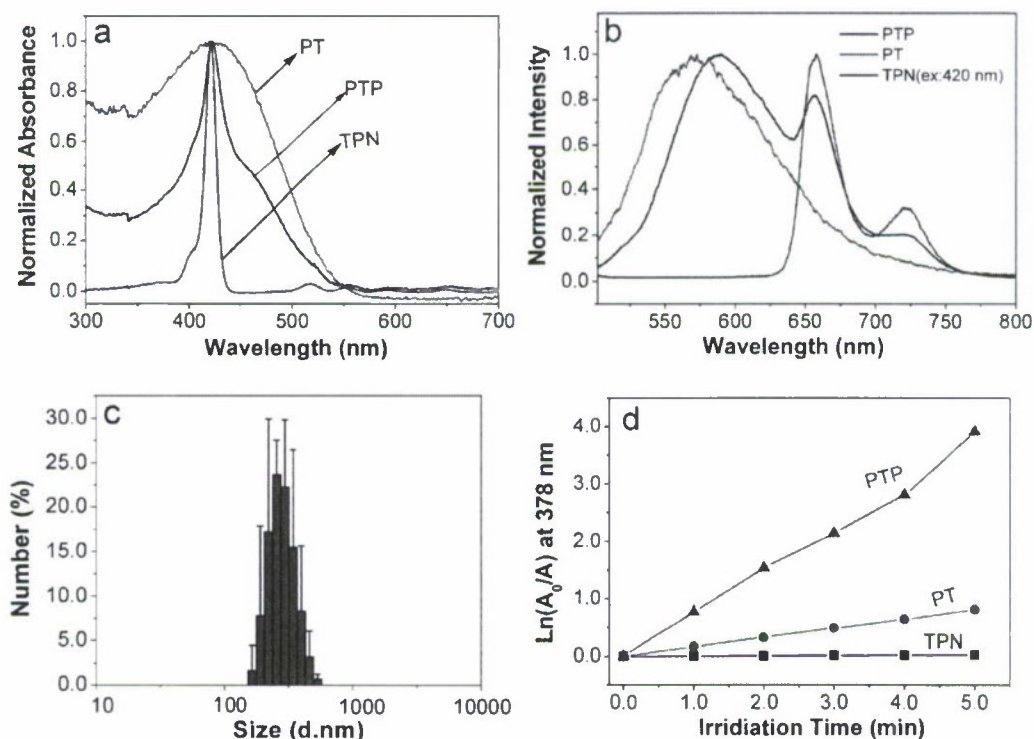 a
Normalized Absorbance
1.0
0.8
0.6
0.4
0.2
0.0
PT
PTP
TPN
300
400
500
600
700
Wavelength (nm)
b
Normalized Intensity
1.0
0.8
0.6
0.4
0.2
0.0
PTP
PT
TPN(ex:420 nm)
550
600
650
700
750
800
Wavelength (nm)
c
Number (%)
30.0
25.0
20.0
15.0
10.0
5.0
0.0
10
100
1000
10000
Size (d.nm)
d
Ln(A0/A) at 378 nm
4.0
3.0
2.0
1.0
0.0
PTP
PT
TPN
0.0
1.0
2.0
3.0
4.0
5.0
Irridiation Time (min)